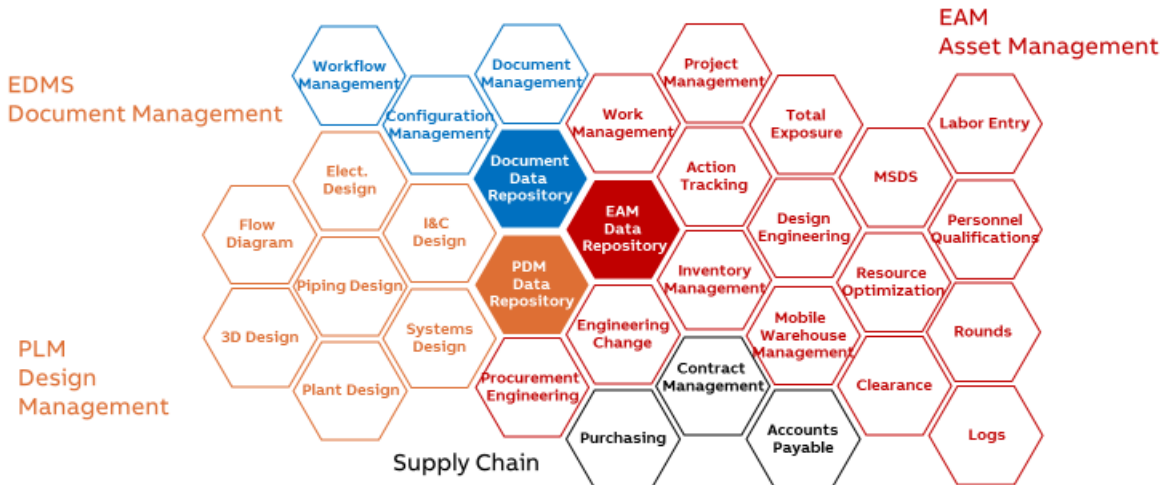 EAM
Asset Management
EDMS
Document Management
Workflow
Management
Document
Management
Configuration
Management
Document
Data
Repository
Project
Management
Work
Management
Total
Exposure
Labor Entry
Action
Tracking
MSDS
EAM
Data
Repository
Design
Engineering
Personnel
Qualifications
Elect.
Design
Flow
Diagram
I&C
Design
Piping Design
PDM
Data
Repository
Inventory
Management
Resource
Optimization
3D Design
Systems
Design
Engineering
Change
Mobile
Warehouse
Management
Rounds
PLM
Design
Management
Plant Design
Procurement
Engineering
Contract
Management
Clearance
Supply Chain
Purchasing
Accounts
Payable
Logs